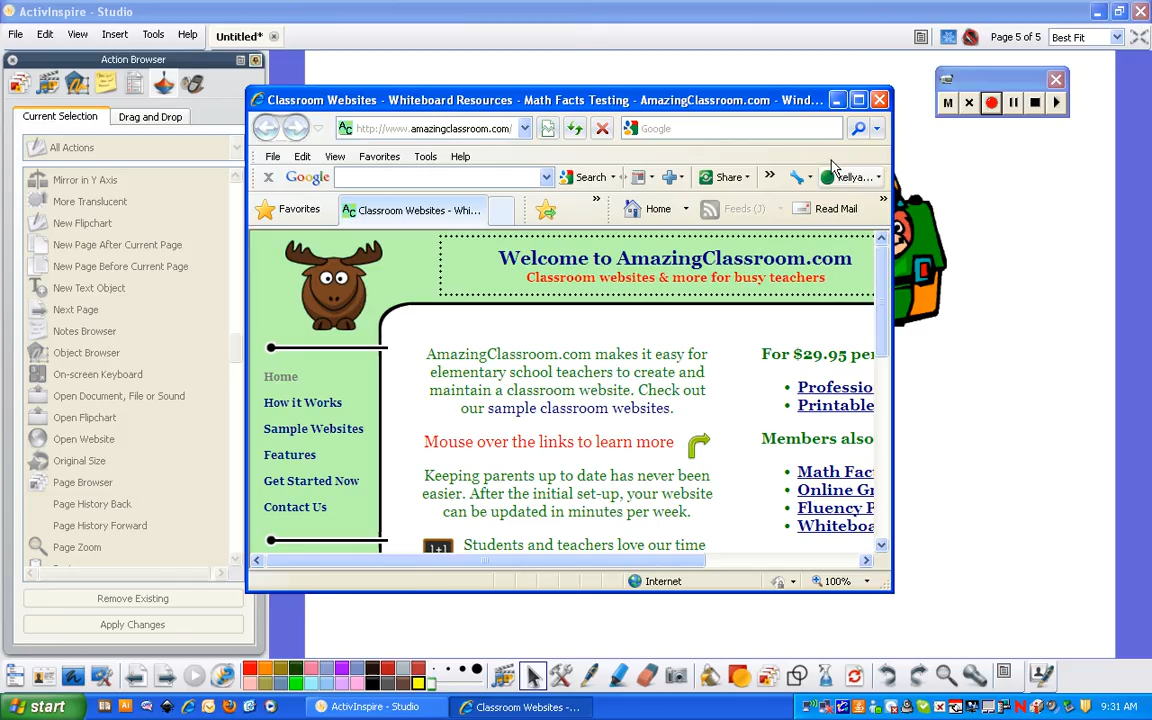 ActivInspire - Studio
File Edit View Insert Tools Help Untitled* Page 5 of 5 Best Fit
Action Browser
Current Selection Drag and Drop
All Actions
Mirror in Y Axis
More Translucent
New Flipchart
New Page After Current Page
New Page Before Current Page
New Text Object
Next Page
Notes Browser
Object Browser
On-screen Keyboard
Open Document, File or Sound
Open Flipchart
Open Website
Original Size
Page Browser
Page History Back
Page History Forward
Page Zoom
Remove Existing
Apply Changes
M
Classroom Websites - Whiteboard Resources - Math Facts Testing - AmazingClassroom.com - Wind...
http://www.amazingclassroom.com/ Google
File Edit View Favorites Tools Help
Google Search Share kellya...
Favorites Classroom Websites - Whi... Home Feeds (J) Read Mail
Welcome to AmazingClassroom.com
Classroom websites & more for busy teachers
Home
How it Works
Sample Websites
Features
Get Started Now
Contact Us
AmazingClassroom.com makes it easy for
elementary school teachers to create and
maintain a classroom website. Check out
our sample classroom websites.
Mouse over the links to learn more
Keeping parents up to date has never been
easier. After the initial set-up, your website
can be updated in minutes per week.
Students and teachers love our time
For $29.95 per
Professio
Printable
Members also
Math Fac
Online Gr
Fluency P
Whiteboa
Internet 100%
start ActivInspire - Studio Classroom Websites -... 9:31 AM